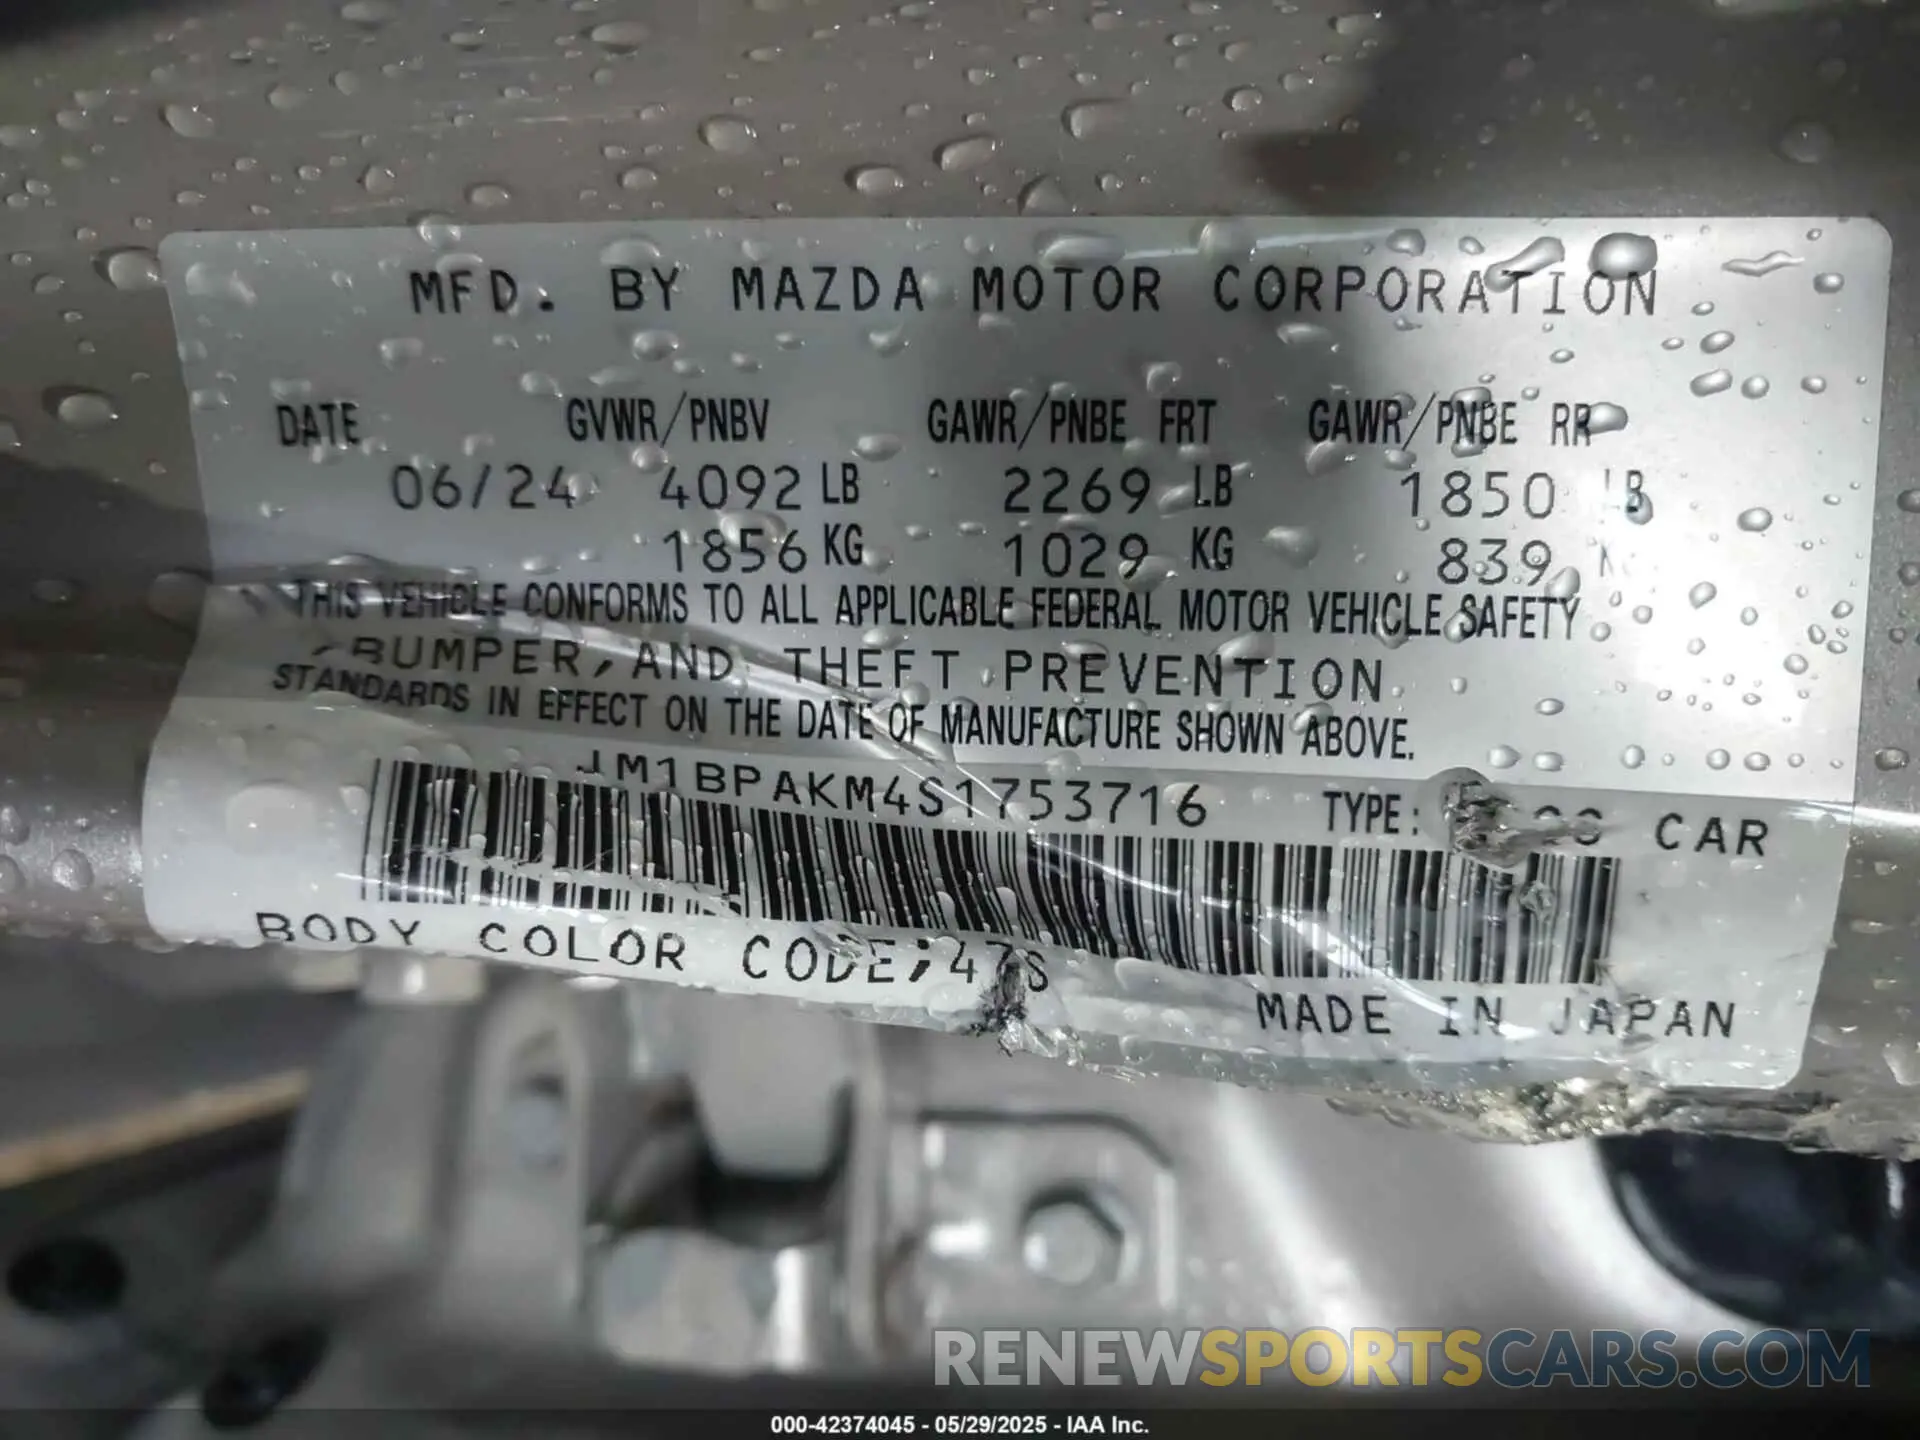 MFD. BY MAZDA MOTOR CORPORATION
DATE GVWR/PNBV GAWR/PNBE FRT GAWR/PNBE RR
06/24 4092 LB 2269 LB 1850 LB
1856 KG 1029 KG 839
THIS VEHICLE CONFORMS TO ALL APPLICABLE FEDERAL MOTOR VEHICLE SAFETY
,BUMPER,AND THEFT PREVENTION
STANDARDS IN EFFECT ON THE DATE OF MANUFACTURE SHOWN ABOVE.
JM1BPAKM4S1753716 TYPE: CAR
BODY COLOR CODE;47S
MADE IN JAPAN
RENEWSPORTSCARS.COM
000-42374045 - 05/29/2025 - IAA Inc.